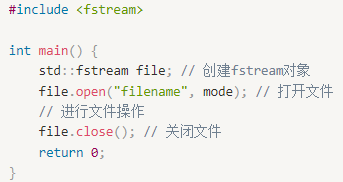 #include <fstream>
int main() {
std::fstream file; // 创建fstream对象
file.open("filename", mode); // 打开文件
// 进行文件操作
file.close(); // 关闭文件
return 0;
}